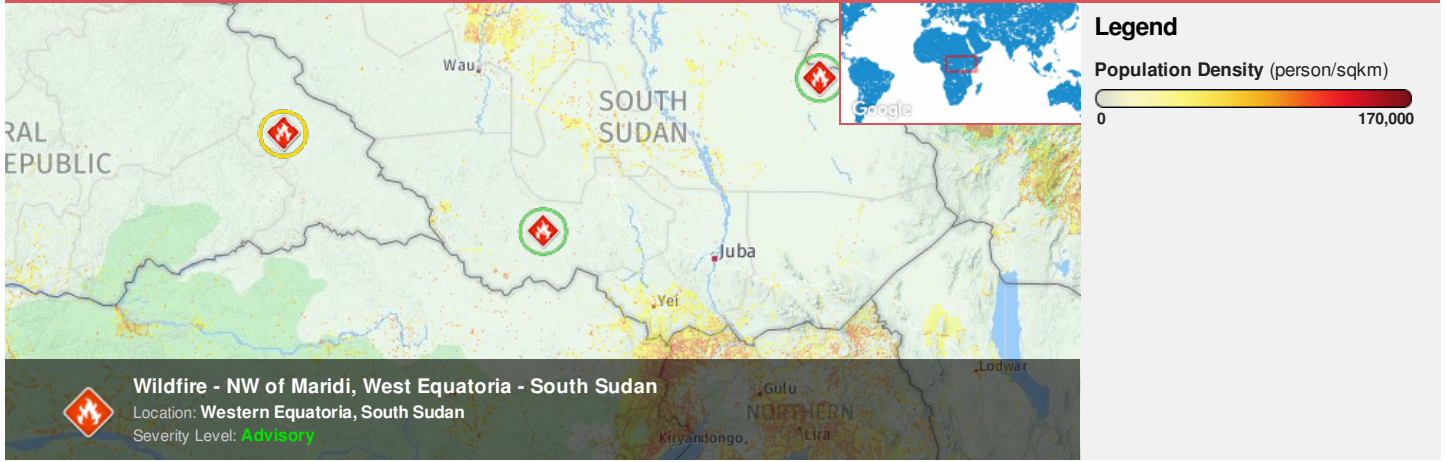 Wau
SOUTH
SUDAN
RAL
EPUBLIC
Juba
Yei
Google
Legend
Population Density (person/sqkm)
0 170,000
Lodwar
Gulu
NORTHERN
Kiryandongo
Lira
Wildfire - NW of Maridi, West Equatoria - South Sudan
Location: Western Equatoria, South Sudan
Severity Level: Advisory